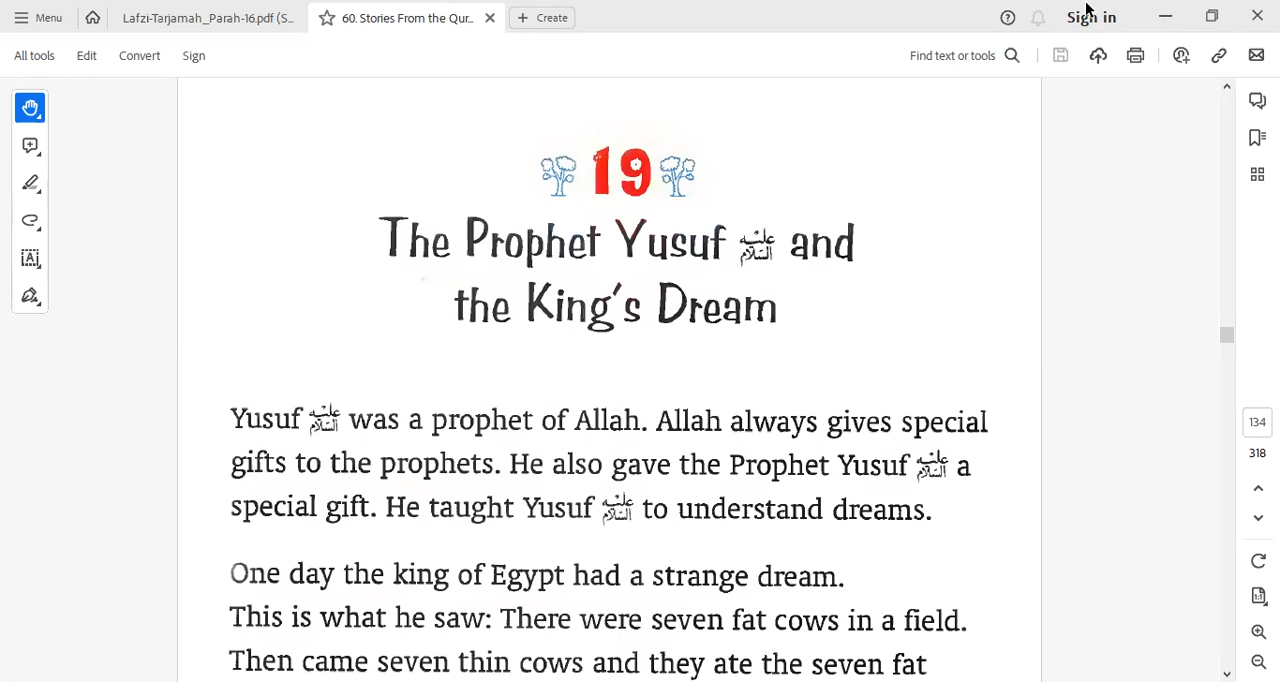 Menu
Lafzi-Tarjamah_Parah-16.pdf (S...
60. Stories From the Qur...
Create
Sign in
All tools
Edit
Convert
Sign
Find text or tools
19
The Prophet Yusuf عليه السلام and
the King's Dream
Yusuf عليه السلام was a prophet of Allah. Allah always gives special
gifts to the prophets. He also gave the Prophet Yusuf عليه السلام a
special gift. He taught Yusuf عليه السلام to understand dreams.
One day the king of Egypt had a strange dream.
This is what he saw: There were seven fat cows in a field.
Then came seven thin cows and they ate the seven fat
134
318